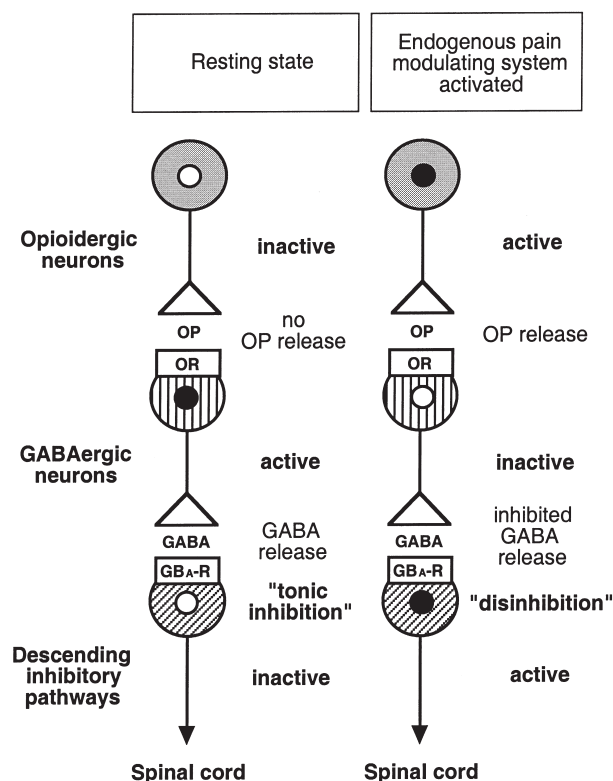 Resting state
Endogenous pain
modulating system
activated
Opioidergic
neurons
inactive
active
OP
no
OP release
OP
OP release
OR
OR
GABAergic
neurons
active
inactive
GABA
GABA
release
GABA
inhibited
GABA
release
GBA-R
"tonic
inhibition"
GBA-R
"disinhibition"
Descending
inhibitory
pathways
inactive
active
Spinal cord
Spinal cord